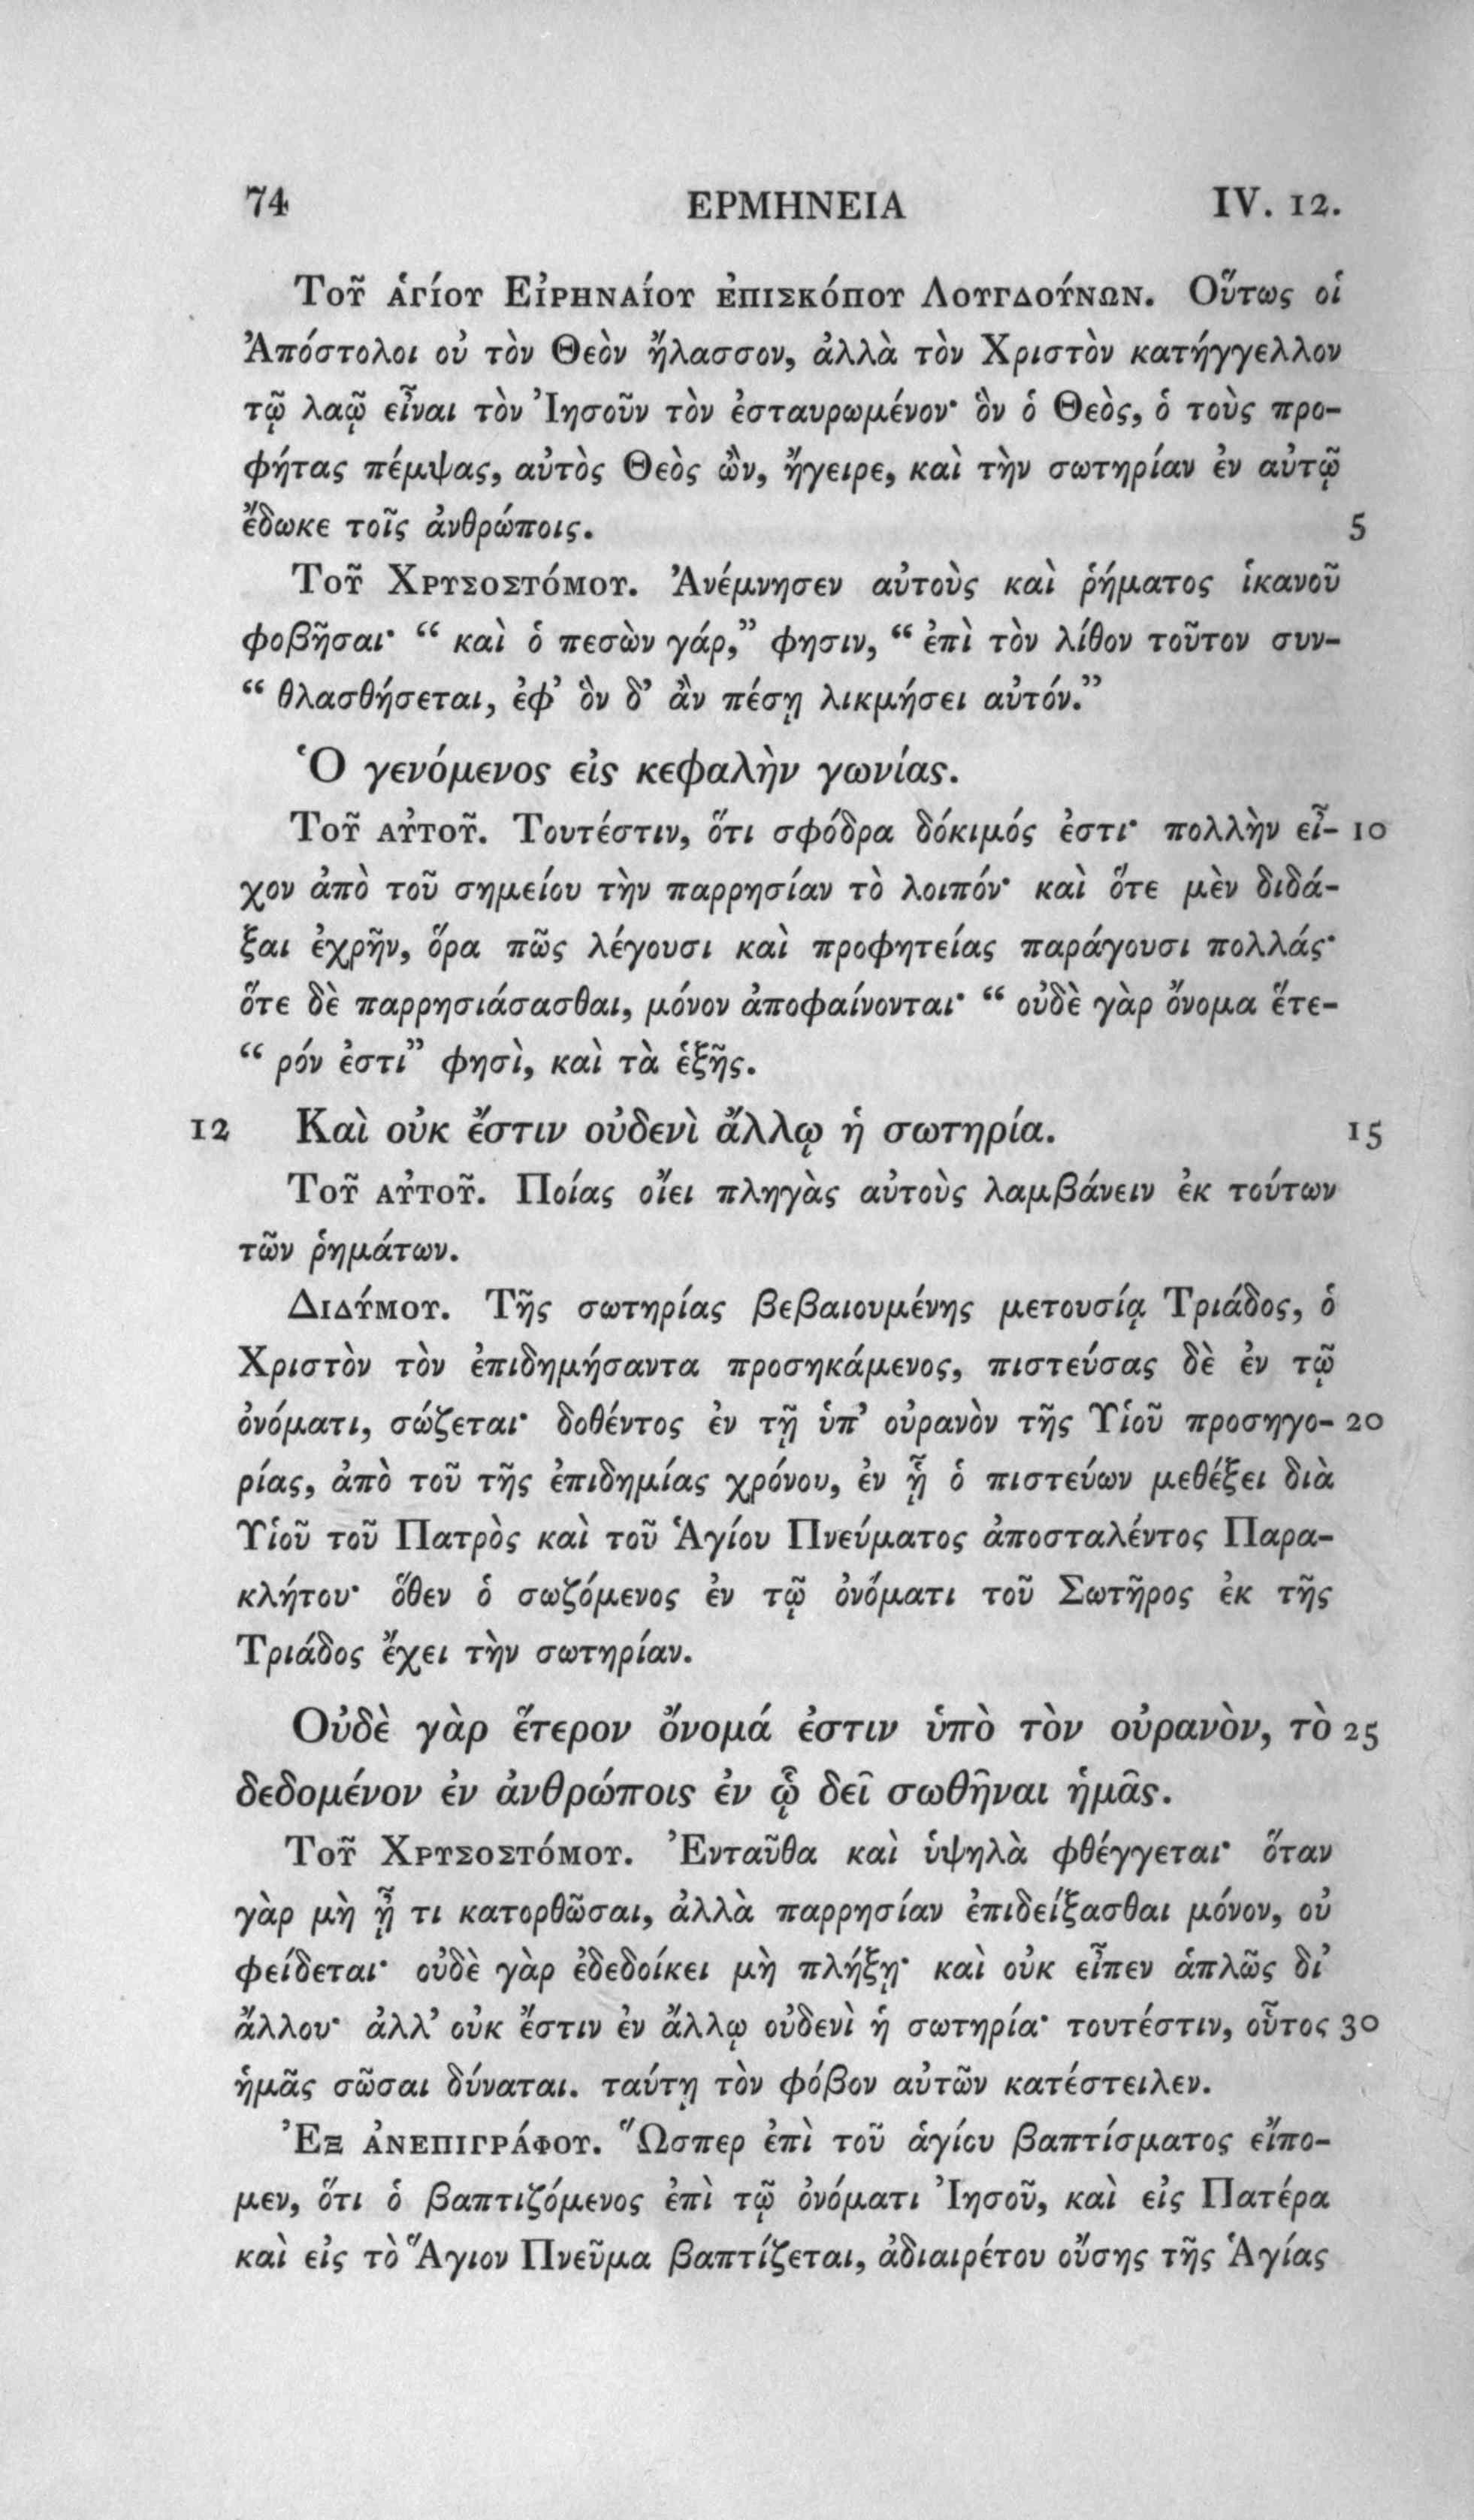 74 ΕΡΜΗΝΕΙΑ IV. 12.
Τοῦ ἁγίου Εἰρηναίου ἐπισκόπου Λουγδούνων. Οὕτως οἱ
Ἀπόστολοι οὐ τὸν Θεὸν ἤλασσον, ἀλλὰ τὸν Χριστὸν κατήγγελλον
τῷ λαῷ εἶναι τὸν Ἰησοῦν τὸν ἐσταυρωμένον· ὃν ὁ Θεὸς, ὁ τοὺς προ-
φήτας πέμψας, αὐτὸς Θεὸς ὢν, ἤγειρε, καὶ τὴν σωτηρίαν ἐν αὐτῷ
ἔδωκε τοῖς ἀνθρώποις. 5
Τοῦ Χρυσοστόμου. Ἀνέμνησεν αὐτοὺς καὶ ῥήματος ἱκανοῦ
φοβῆσαι· “ καὶ ὁ πεσὼν γάρ,” φησιν, “ ἐπὶ τὸν λίθον τοῦτον συν-
“ θλασθήσεται, ἐφ’ ὃν δ’ ἂν πέσῃ λικμήσει αὐτόν.”
Ὁ γενόμενος εἰς κεφαλὴν γωνίας.
Τοῦ αὐτοῦ. Τουτέστιν, ὅτι σφόδρα δόκιμός ἐστι· πολλὴν εἶ- 10
χον ἀπὸ τοῦ σημείου τὴν παρρησίαν τὸ λοιπόν· καὶ ὅτε μὲν διδά-
ξαι ἐχρῆν, ὅρα πῶς λέγουσι καὶ προφητείας παράγουσι πολλάς·
ὅτε δὲ παρρησιάσασθαι, μόνον ἀποφαίνονται· “ οὐδὲ γὰρ ὄνομα ἕτε-
“ ρόν ἐστι” φησὶ, καὶ τὰ ἑξῆς.
12 Καὶ οὐκ ἔστιν οὐδενὶ ἄλλῳ ἡ σωτηρία. 15
Τοῦ αὐτοῦ. Ποίας οἴει πληγὰς αὐτοὺς λαμβάνειν ἐκ τούτων
τῶν ῥημάτων.
Διδύμου. Τῆς σωτηρίας βεβαιουμένης μετουσίᾳ Τριάδος, ὁ
Χριστὸν τὸν ἐπιδημήσαντα προσηκάμενος, πιστεύσας δὲ ἐν τῷ
ὀνόματι, σώζεται· δοθέντος ἐν τῇ ὑπ’ οὐρανὸν τῆς Υἱοῦ προσηγο- 20
ρίας, ἀπὸ τοῦ τῆς ἐπιδημίας χρόνου, ἐν ᾗ ὁ πιστεύων μεθέξει διὰ
Υἱοῦ τοῦ Πατρὸς καὶ τοῦ Ἁγίου Πνεύματος ἀποσταλέντος Παρα-
κλήτου· ὅθεν ὁ σωζόμενος ἐν τῷ ὀνόματι τοῦ Σωτῆρος ἐκ τῆς
Τριάδος ἔχει τὴν σωτηρίαν.
Οὐδὲ γὰρ ἕτερον ὄνομά ἐστιν ὑπὸ τὸν οὐρανὸν, τὸ 25
δεδομένον ἐν ἀνθρώποις ἐν ᾧ δεῖ σωθῆναι ἡμᾶς.
Τοῦ Χρυσοστόμου. Ἐνταῦθα καὶ ὑψηλὰ φθέγγεται· ὅταν
γὰρ μὴ ᾖ τι κατορθῶσαι, ἀλλὰ παρρησίαν ἐπιδείξασθαι μόνον, οὐ
φείδεται· οὐδὲ γὰρ ἐδεδοίκει μὴ πλήξῃ· καὶ οὐκ εἶπεν ἁπλῶς δι’
ἄλλου· ἀλλ’ οὐκ ἔστιν ἐν ἄλλῳ οὐδενὶ ἡ σωτηρία· τουτέστιν, οὗτος 30
ἡμᾶς σῶσαι δύναται. ταύτῃ τὸν φόβον αὐτῶν κατέστειλεν.
Ἐξ ἀνεπιγράφου. Ὥσπερ ἐπὶ τοῦ ἁγίου βαπτίσματος εἴπο-
μεν, ὅτι ὁ βαπτιζόμενος ἐπὶ τῷ ὀνόματι Ἰησοῦ, καὶ εἰς Πατέρα
καὶ εἰς τὸ Ἅγιον Πνεῦμα βαπτίζεται, ἀδιαιρέτου οὔσης τῆς Ἁγίας